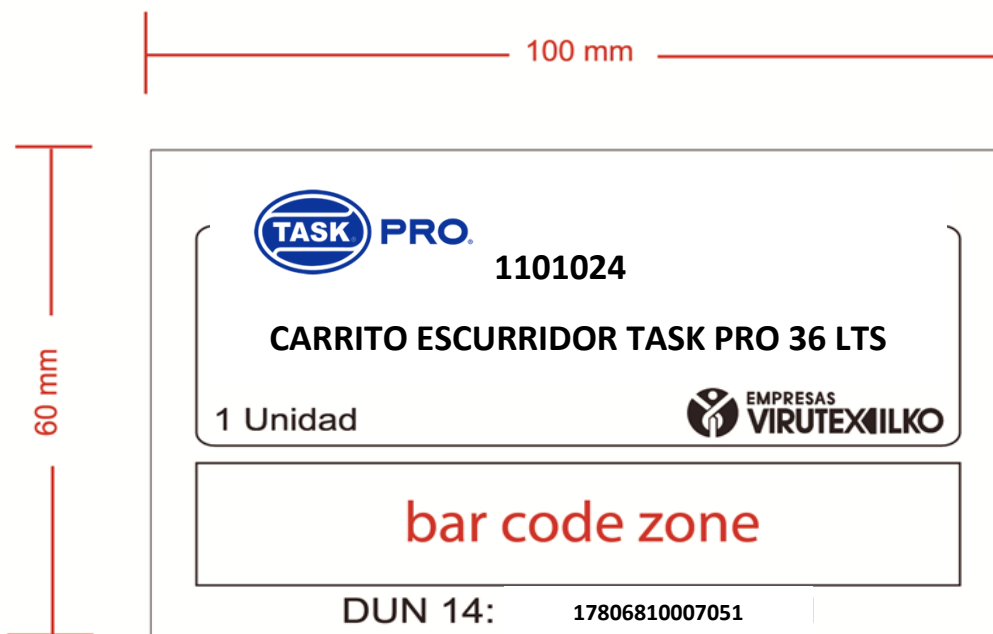 100 mm
60 mm
TASK PRO
1101024
CARRITO ESCURRIDOR TASK PRO 36 LTS
1 Unidad
EMPRESAS
VIRUTEX ILKO
bar code zone
DUN 14: 17806810007051